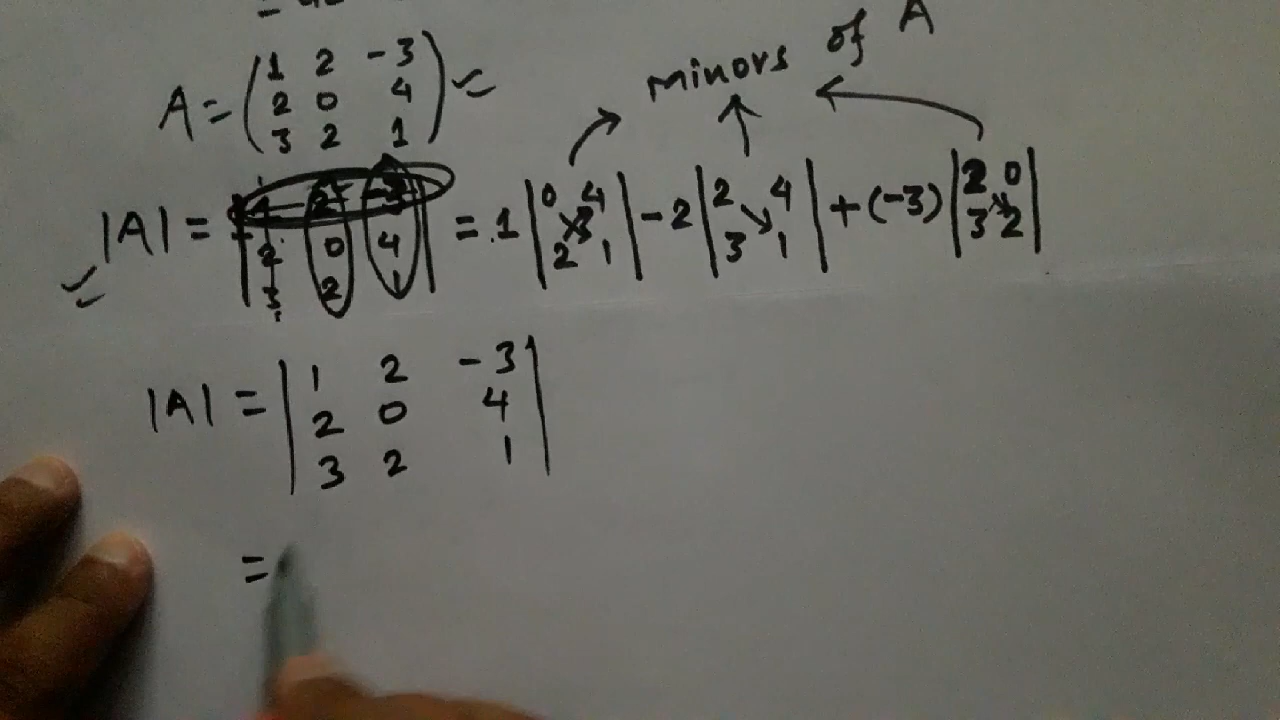 minors of A
A = (1 2 -3
2 0 4
3 2 1)
|A| = |1 2 -3
2 0 4
3 2 1| = .1 |0 4
2 1| - 2 |2 4
3 1| + (-3) |2 0
3 2|
|A| = |1 2 -3
2 0 4
3 2 1|
=